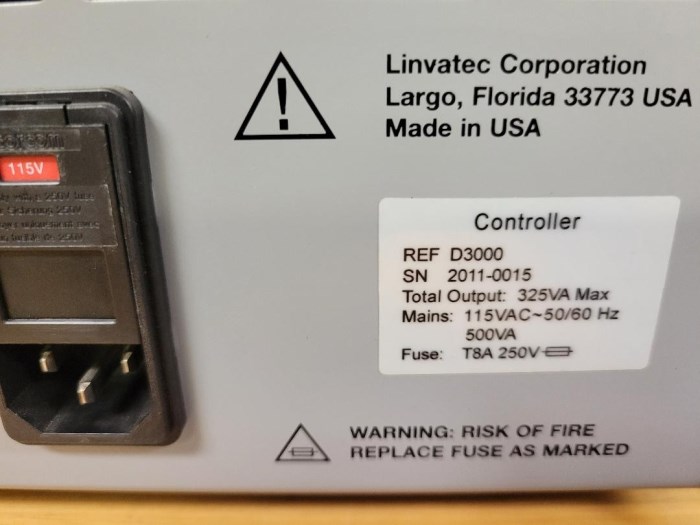 Linvatec Corporation
Largo, Florida 33773 USA
Made in USA
corcom
115V
Controller
REF D3000
SN 2011-0015
Total Output: 325VA Max
Mains: 115VAC~50/60 Hz
500VA
Fuse: T8A 250V
WARNING: RISK OF FIRE
REPLACE FUSE AS MARKED